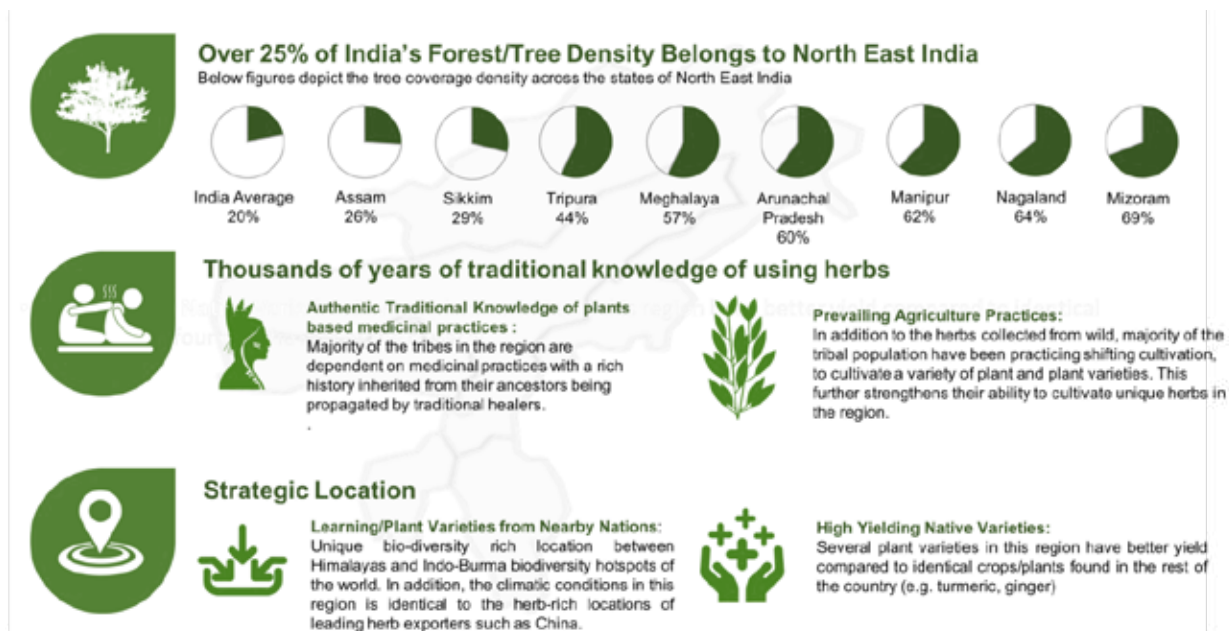 Over 25% of India's Forest/Tree Density Belongs to North East India
Below figures depict the tree coverage density across the states of North East India
India Average
20%
Assam
26%
Sikkim
29%
Tripura
44%
Meghalaya
57%
Arunachal
Pradesh
60%
Manipur
62%
Nagaland
64%
Mizoram
69%
Thousands of years of traditional knowledge of using herbs
Authentic Traditional Knowledge of plants
based medicinal practices :
Majority of the tribes in the region are
dependent on medicinal practices with a rich
history inherited from their ancestors being
propagated by traditional healers.
.
Prevailing Agriculture Practices:
In addition to the herbs collected from wild, majority of the
tribal population have been practicing shifting cultivation,
to cultivate a variety of plant and plant varieties. This
further strengthens their ability to cultivate unique herbs in
the region.
Strategic Location
Learning/Plant Varieties from Nearby Nations:
Unique bio-diversity rich location between
Himalayas and Indo-Burma biodiversity hotspots of
the world. In addition, the climatic conditions in this
region is identical to the herb-rich locations of
leading herb exporters such as China.
High Yielding Native Varieties:
Several plant varieties in this region have better yield
compared to identical crops/plants found in the rest of
the country (e.g. turmeric, ginger)